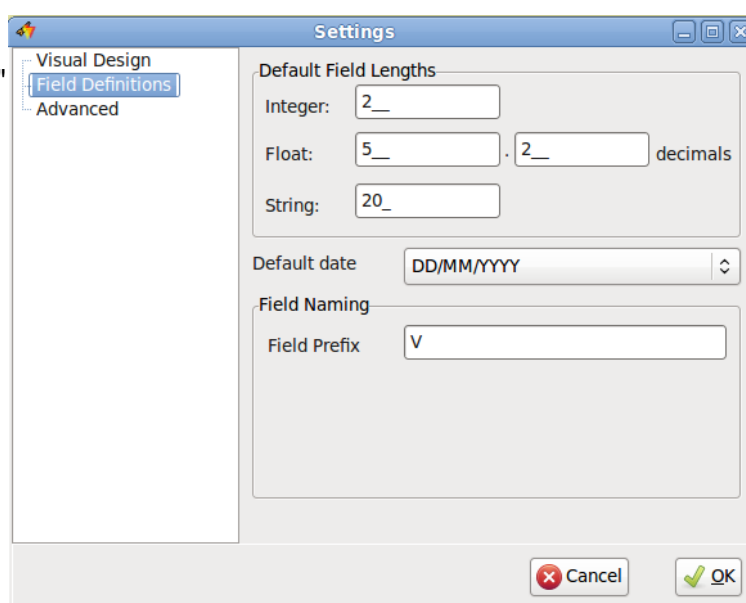 Settings
"
Visual Design
Field Definitions
Advanced
Default Field Lengths
Integer: 2__
Float: 5__ . 2__ decimals
String: 20_
Default date DD/MM/YYYY
Field Naming
Field Prefix V
Cancel OK